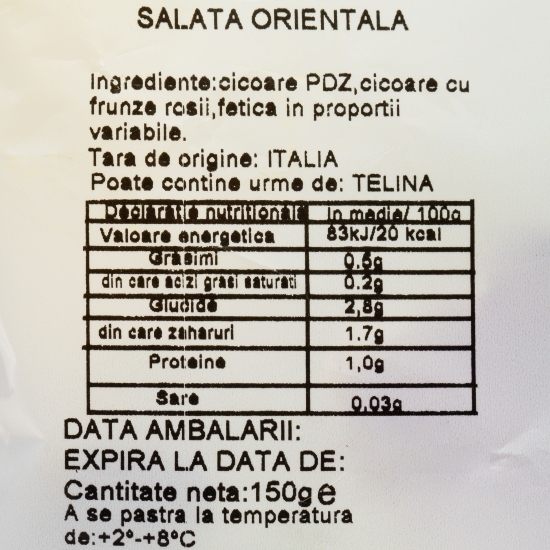 SALATA ORIENTALA
Ingrediente:cicoare PDZ,cicoare cu
frunze rosii,fetica in proportii
variabile.
Tara de origine: ITALIA
Poate contine urme de: TELINA
Declaratie nutritionala In medie/ 100g
Valoare energetica 83kJ/20 kcal
Grasimi 0.5g
din care acizi grasi saturati 0.2g
Glucide 2,8g
din care zaharuri 1.7g
Proteine 1,0g
Sare 0,03g
DATA AMBALARII:
EXPIRA LA DATA DE:
Cantitate neta:150g e
A se pastra la temperatura
de:+2°-+8°C